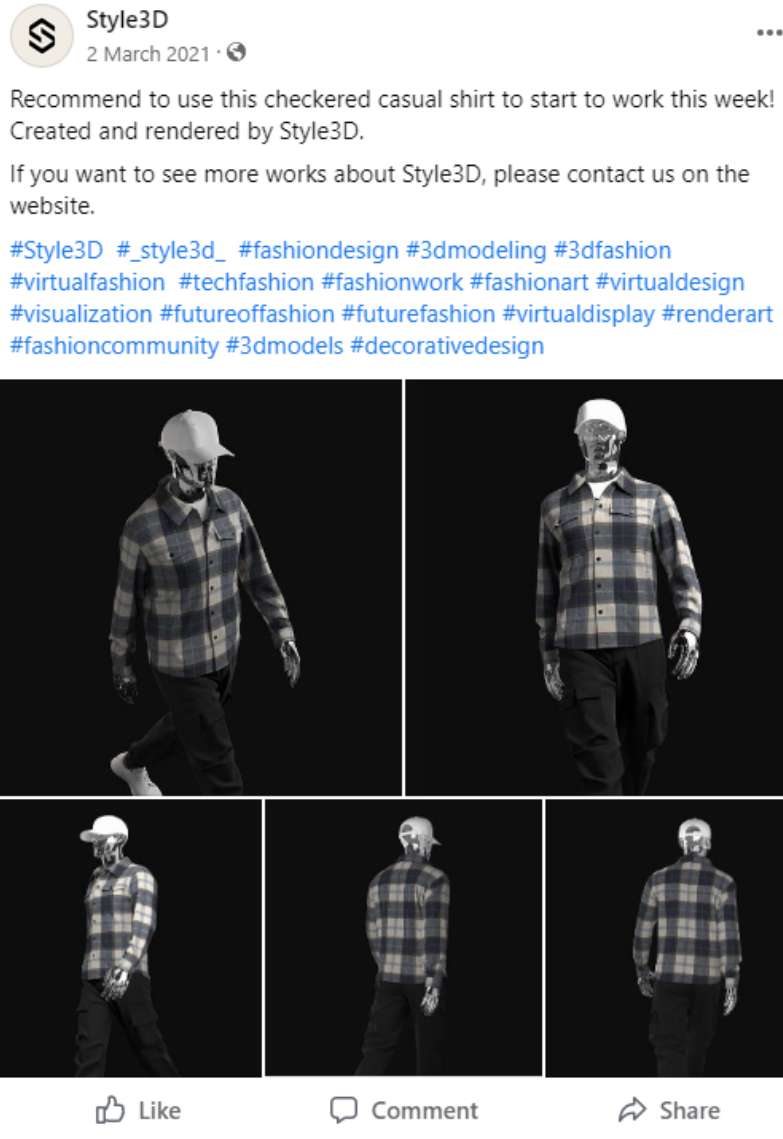 Style3D
2 March 2021 ·
Recommend to use this checkered casual shirt to start to work this week!
Created and rendered by Style3D.
If you want to see more works about Style3D, please contact us on the
website.
#Style3D #_style3d_ #fashiondesign #3dmodeling #3dfashion
#virtualfashion #techfashion #fashionwork #fashionart #virtualdesign
#visualization #futureoffashion #futurefashion #virtualdisplay #renderart
#fashioncommunity #3dmodels #decorativedesign
Like Comment Share